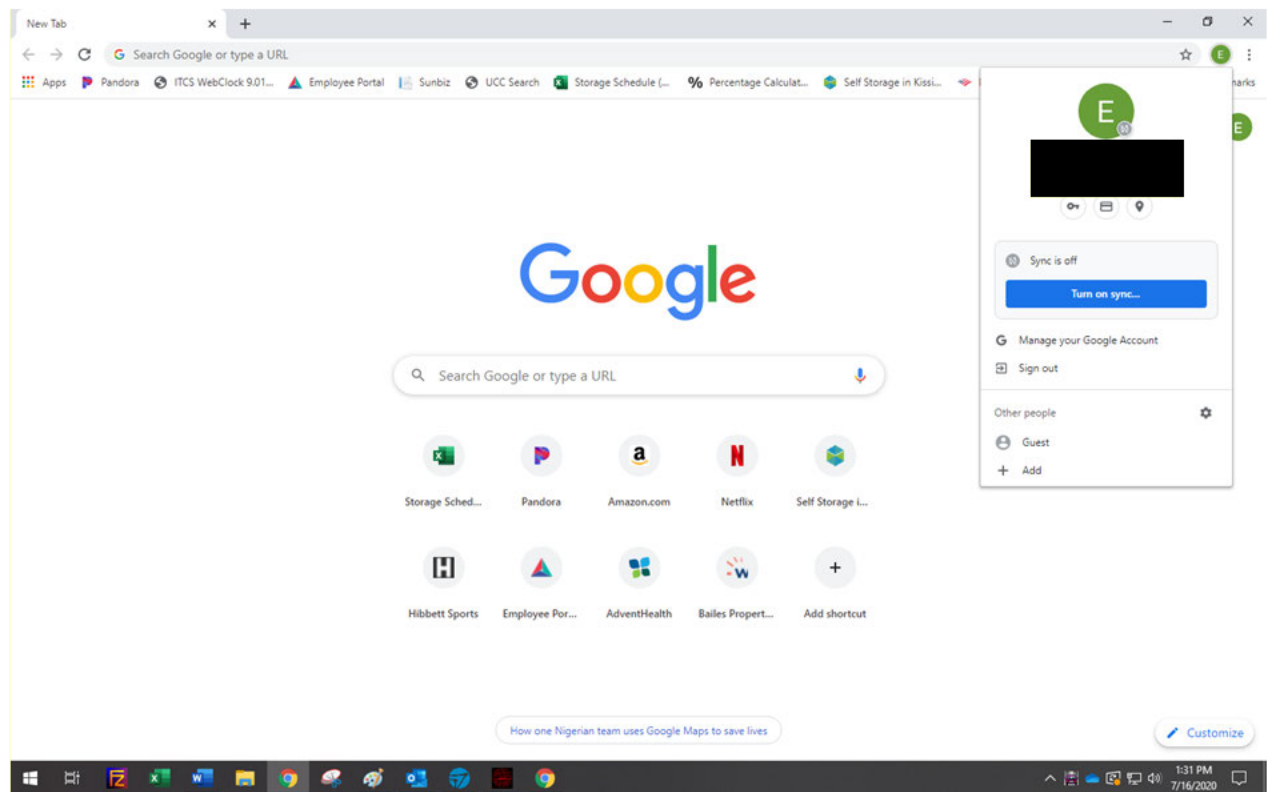 New Tab
Search Google or type a URL
E
Apps Pandora ITCS WebClock 9.01... Employee Portal Sunbiz UCC Search Storage Schedule (... Percentage Calculat... Self Storage in Kissi... marks
E
E
Sync is off
Turn on sync...
G Manage your Google Account
Sign out
Other people
Guest
+ Add
Google
Search Google or type a URL
Storage Sched... Pandora Amazon.com Netflix Self Storage i...
Hibbett Sports Employee Por... AdventHealth Bailes Propert... Add shortcut
How one Nigerian team uses Google Maps to save lives
Customize
1:31 PM
7/16/2020